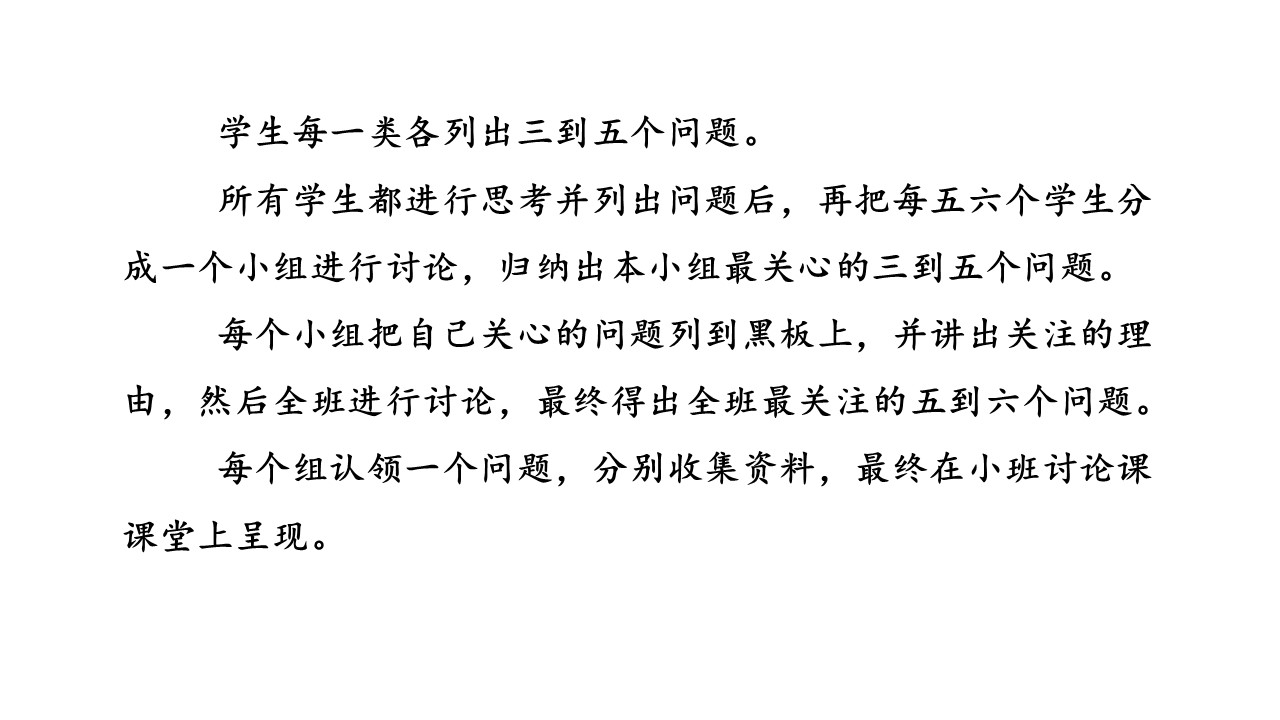 学生每一类各列出三到五个问题。
所有学生都进行思考并列出问题后，再把每五六个学生分
成一个小组进行讨论，归纳出本小组最关心的三到五个问题。
每个小组把自己关心的问题列到黑板上，并讲出关注的理
由，然后全班进行讨论，最终得出全班最关注的五到六个问题。
每个组认领一个问题，分别收集资料，最终在小班讨论课
课堂上呈现。